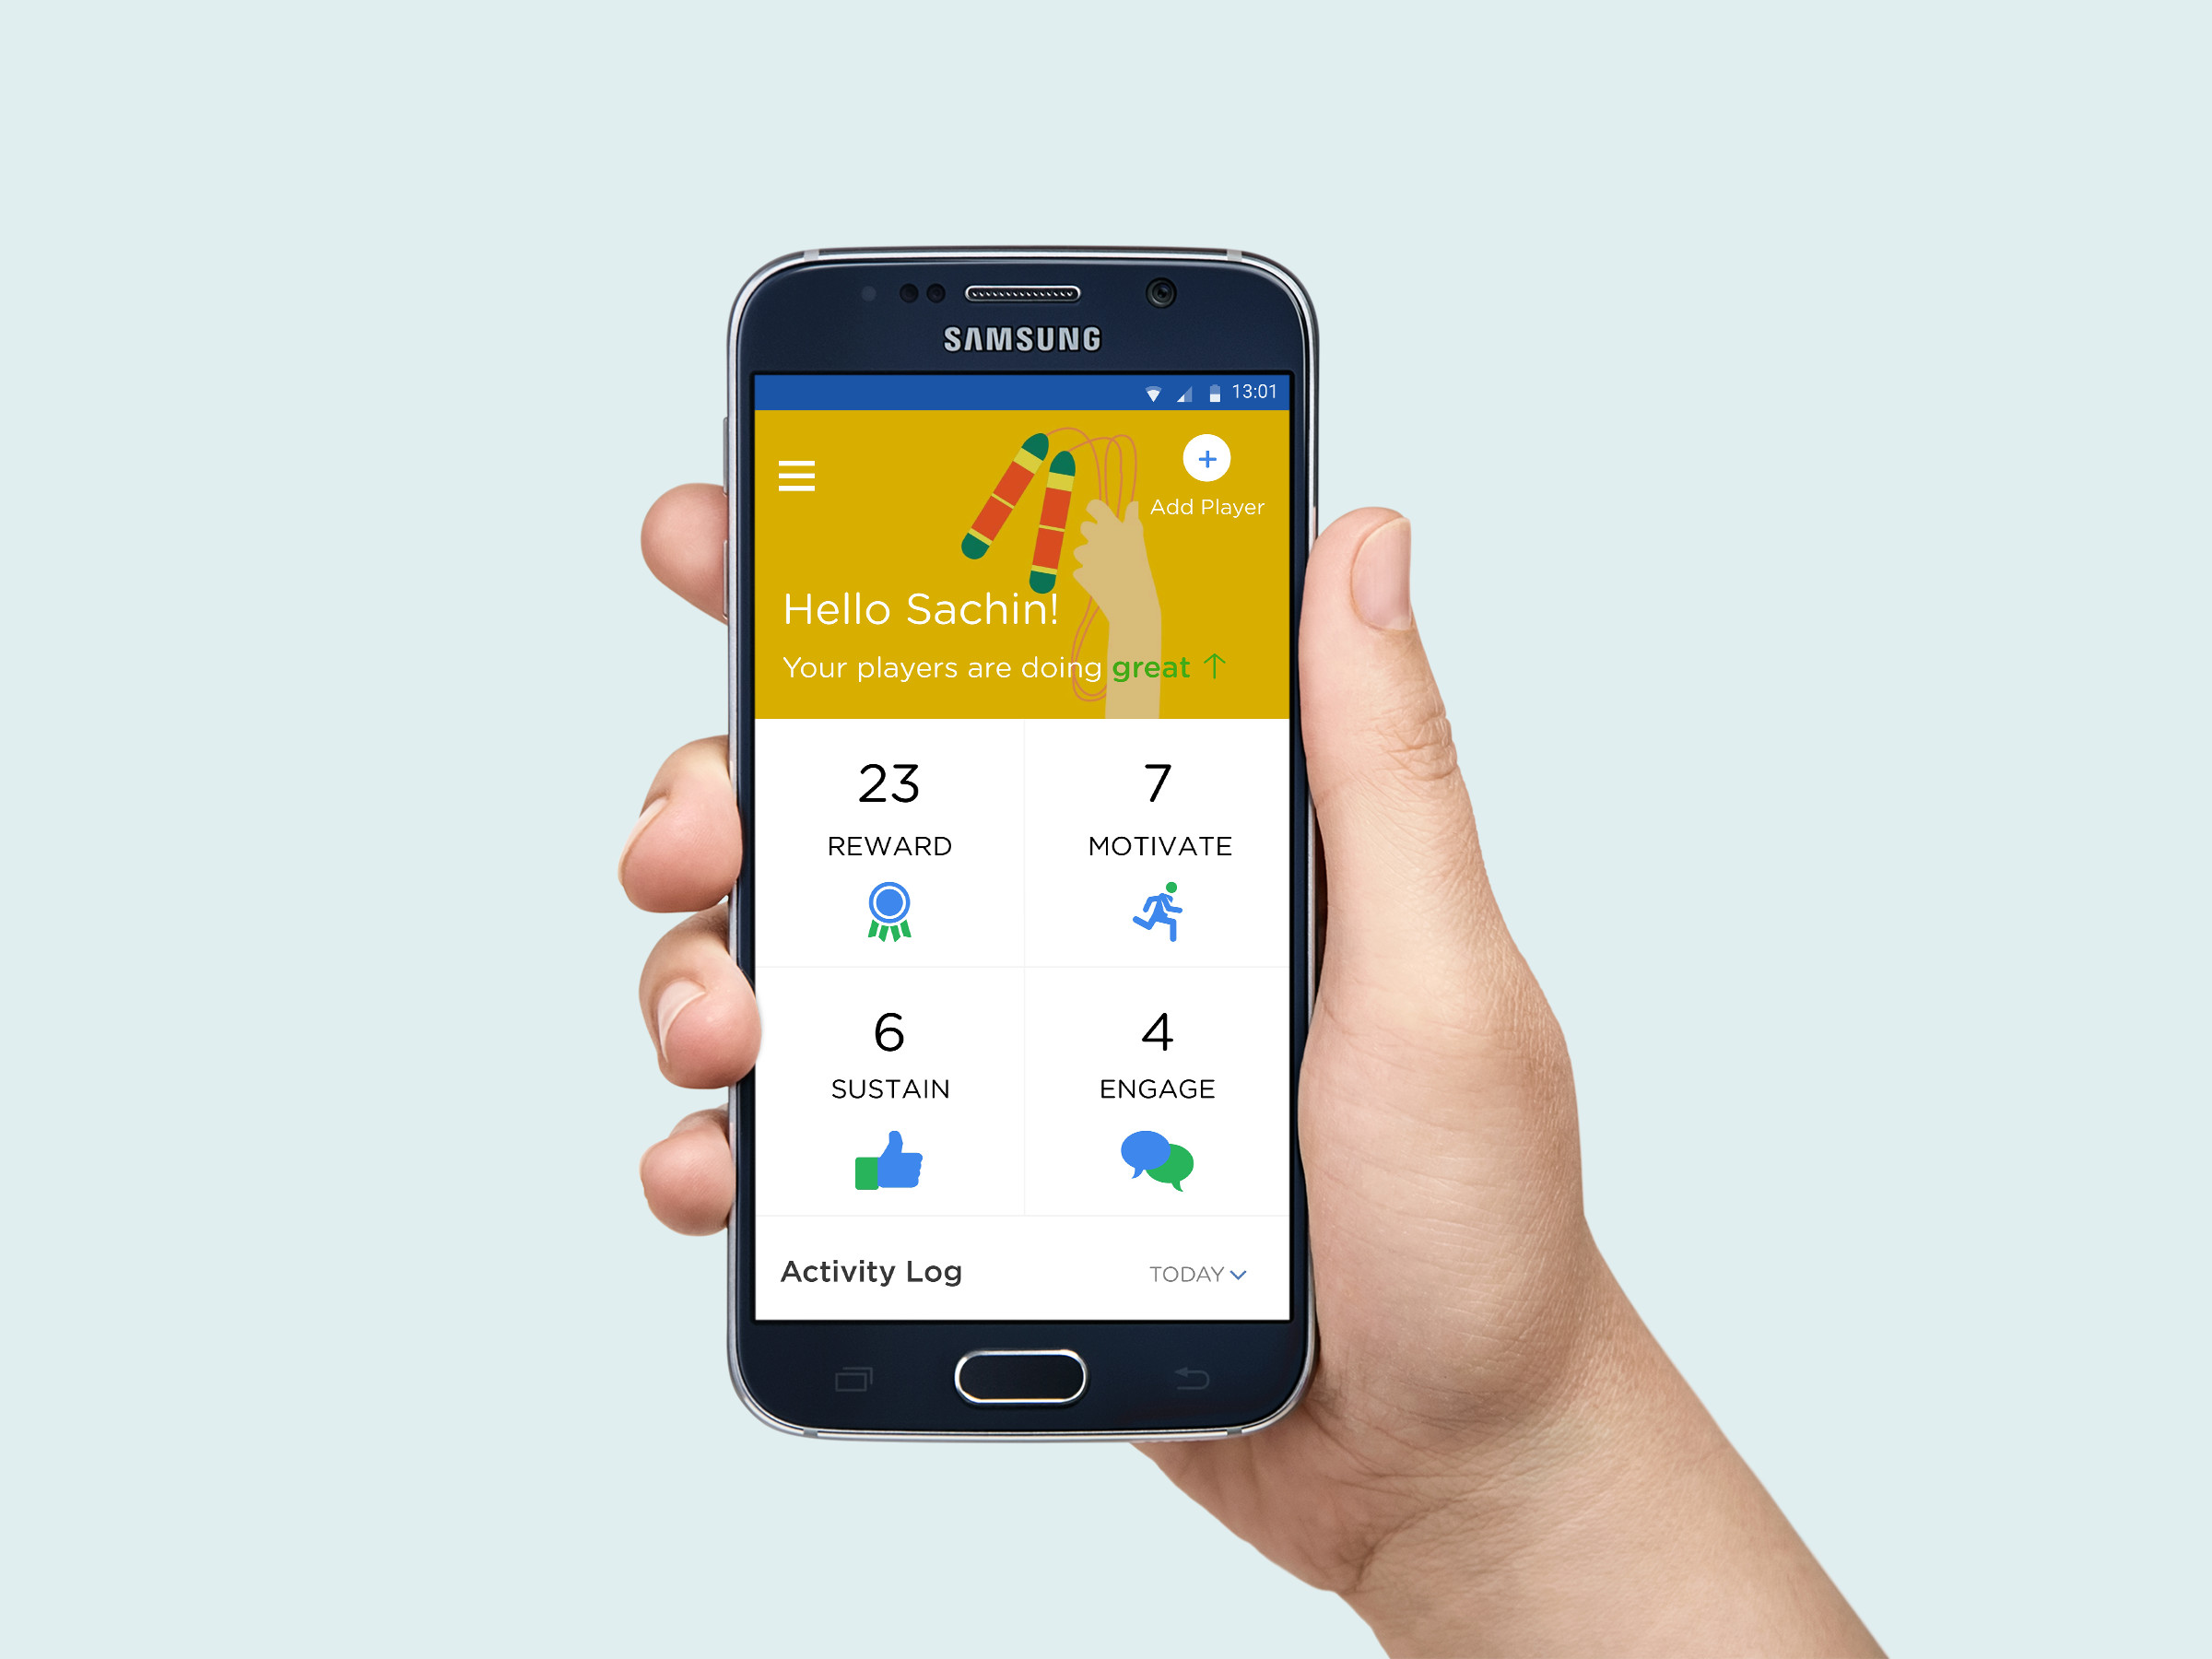 SAMSUNG
13:01
Add Player
Hello Sachin!
Your players are doing great ↑
23
REWARD
7
MOTIVATE
6
SUSTAIN
4
ENGAGE
Activity Log
TODAY